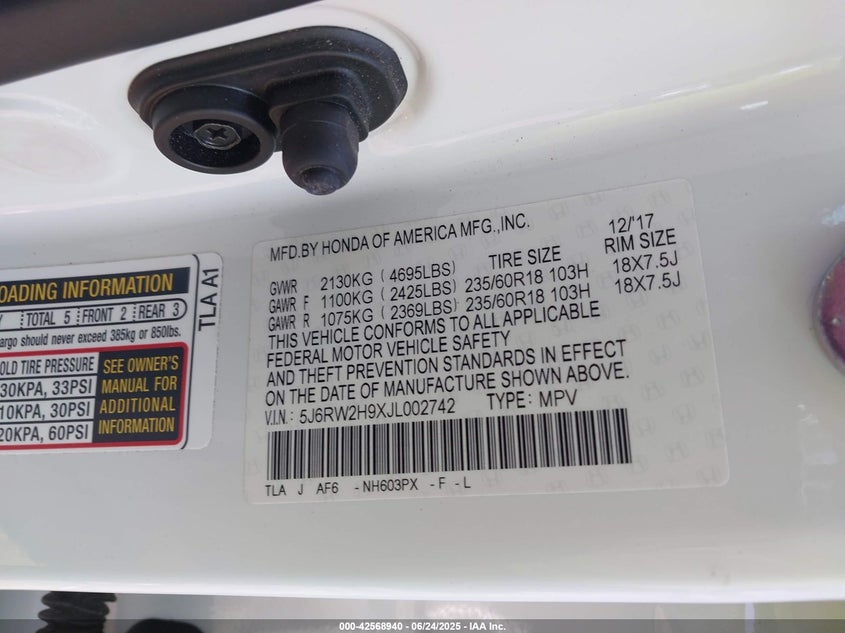 MFD.BY HONDA OF AMERICA MFG.,INC. 12/'17
TIRE SIZE RIM SIZE
GVWR 2130KG ( 4695LBS)
GAWR F 1100KG ( 2425LBS) 235/60R18 103H 18X7.5J
GAWR R 1075KG ( 2369LBS) 235/60R18 103H 18X7.5J
THIS VEHICLE CONFORMS TO ALL APPLICABLE
FEDERAL MOTOR VEHICLE SAFETY
AND THEFT PREVENTION STANDARDS IN EFFECT
ON THE DATE OF MANUFACTURE SHOWN ABOVE.
V.I.N.: 5J6RW2H9XJL002742 TYPE: MPV
TLA J AF6 -NH603PX -F -L
OADING INFORMATION
TOTAL 5 FRONT 2 REAR 3
argo should never exceed 385kg or 850lbs.
OLD TIRE PRESSURE
30KPA, 33PSI
10KPA, 30PSI
20KPA, 60PSI
SEE OWNER'S
MANUAL FOR
ADDITIONAL
INFORMATION
TLA A1
000-42568940 - 06/24/2025 - IAA Inc.